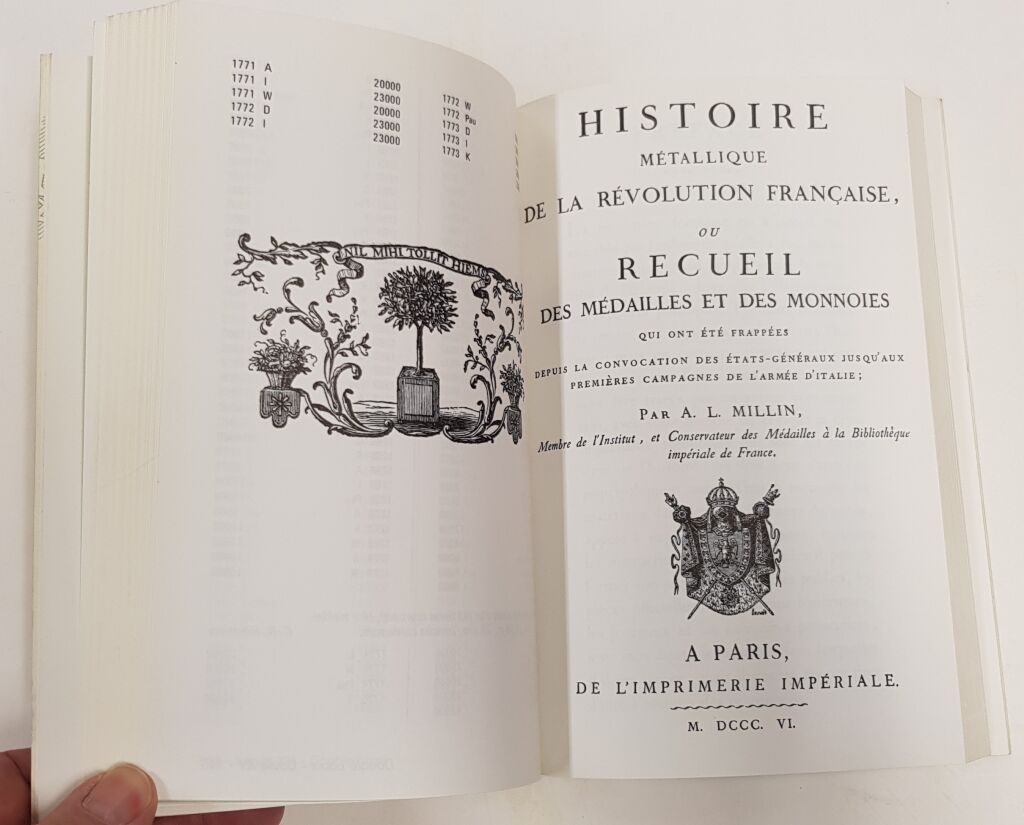 1771 A
1771 I 20000
1771 W 23000 1772 W
1772 D 20000 1772 Pau
1772 I 23000 1773 D
23000 1773 I
1773 K
NIL MIHI TOLLIT HIEMS
HISTOIRE
MÉTALLIQUE
DE LA RÉVOLUTION FRANÇAISE,
OU
RECUEIL
DES MÉDAILLES ET DES MONNOIES
QUI ONT ÉTÉ FRAPPÉES
DEPUIS LA CONVOCATION DES ÉTATS-GÉNÉRAUX JUSQU'AUX
PREMIÈRES CAMPAGNES DE L'ARMÉE D'ITALIE;
PAR A. L. MILLIN,
Membre de l'Institut, et Conservateur des Médailles à la Bibliothèque
impériale de France.
A PARIS,
DE L'IMPRIMERIE IMPÉRIALE.
M. DCCC. VI.